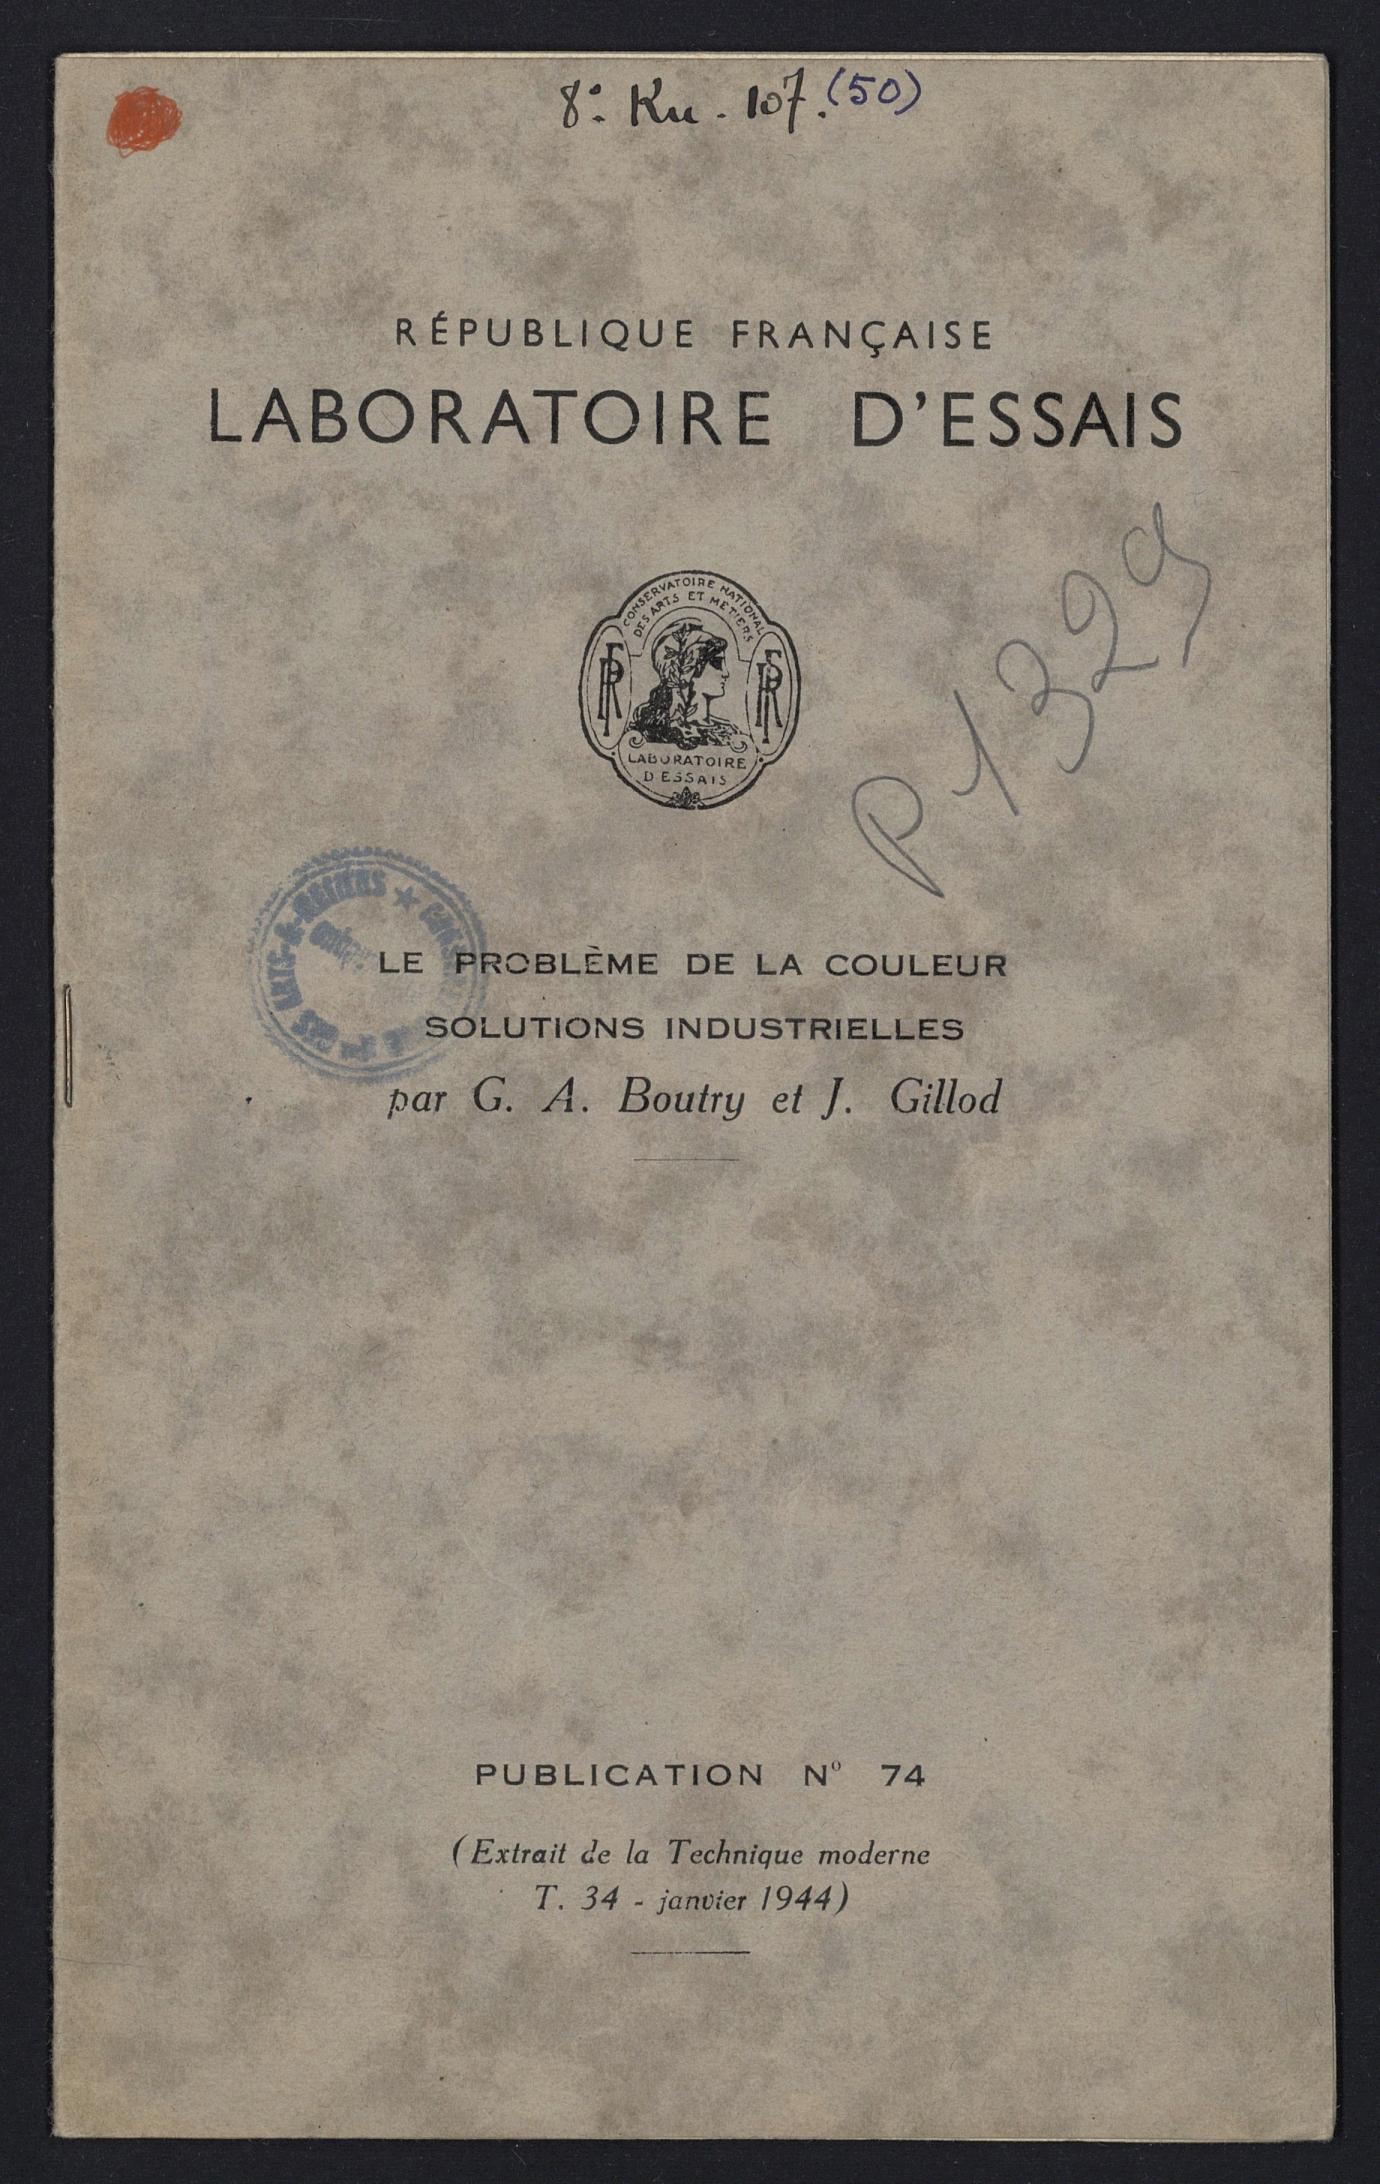 8° Ku. 107. (50)
RÉPUBLIQUE FRANÇAISE
LABORATOIRE D'ESSAIS
CONSERVATOIRE NATIONAL
DES ARTS ET METIERS
RF
RF
LABORATOIRE
D'ESSAIS
P 1329
LE PROBLÈME DE LA COULEUR
SOLUTIONS INDUSTRIELLES
par G. A. Boutry et J. Gillod
PUBLICATION Nº 74
(Extrait de la Technique moderne
T. 34 - janvier 1944)